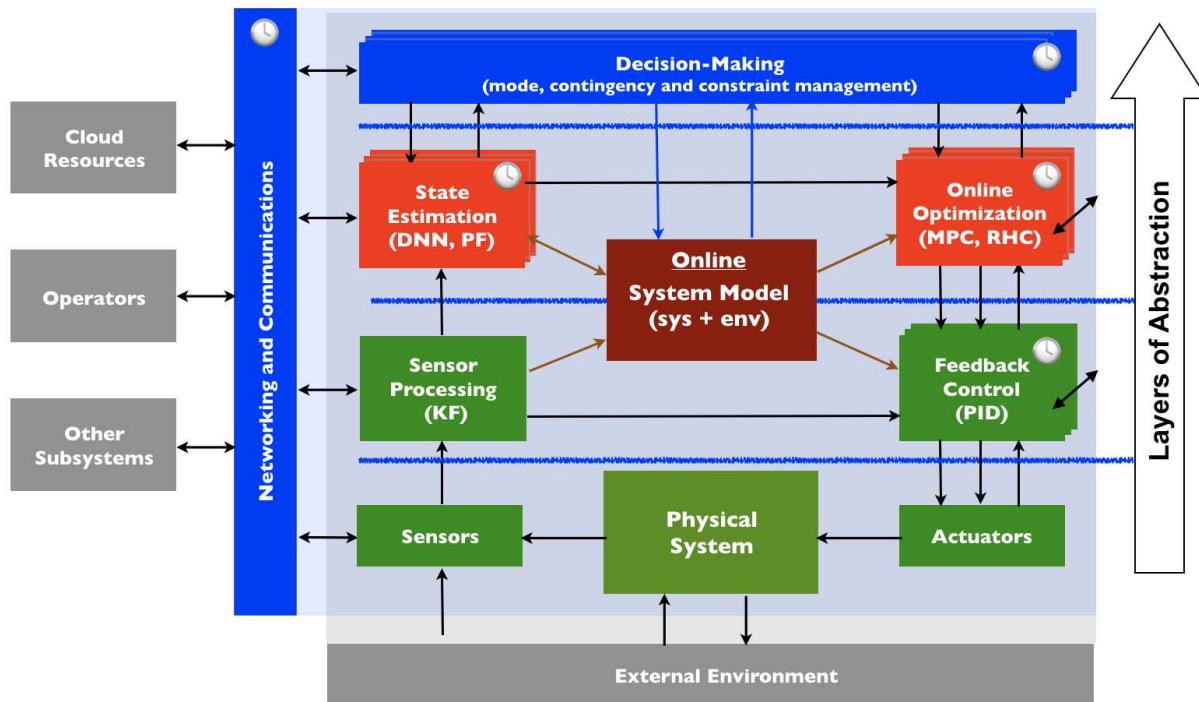 Decision-Making
(mode, contingency and constraint management)
Cloud
Resources
Operators
Other
Subsystems
Networking and Communications
State
Estimation
(DNN, PF)
Online
Optimization
(MPC, RHC)
Online
System Model
(sys + env)
Sensor
Processing
(KF)
Feedback
Control
(PID)
Sensors
Physical
System
Actuators
External Environment
Layers of Abstraction